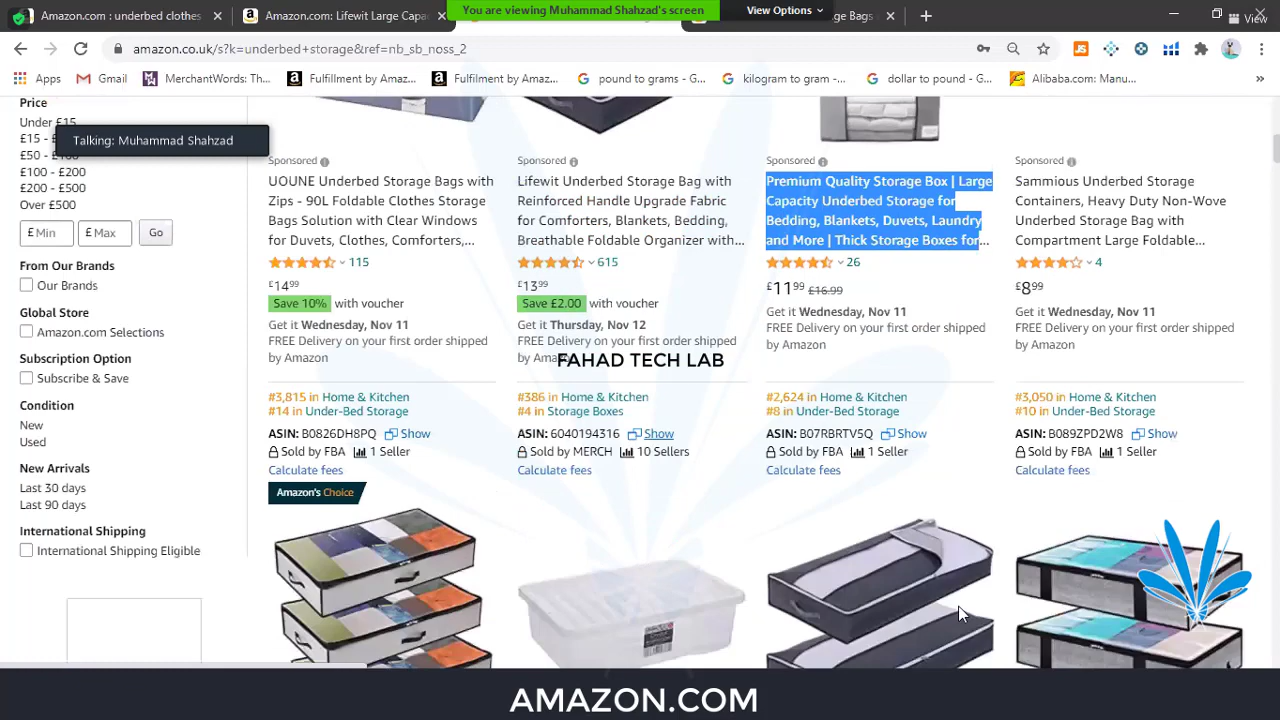 Amazon.com : underbed clothes
Amazon.com: Lifewit Large Capa
You are viewing Muhammad Shahzad's screen
View Options
Bags
View
amazon.co.uk/s?k=underbed+storage&ref=nb_sb_noss_2
Apps
Gmail
MerchantWords: Th...
Fulfillment by Amaz...
Fulfilment by Amaz...
pound to grams - G...
kilogram to gram -...
dollar to pound - G...
Alibaba.com: Manu...
»
Price
Under £15
£15 -
£50 - £100
£100 - £200
£200 - £500
Over £500
£ Min
£ Max
Go
Talking: Muhammad Shahzad
From Our Brands
Our Brands
Global Store
Amazon.com Selections
Subscription Option
Subscribe & Save
Condition
New
Used
New Arrivals
Last 30 days
Last 90 days
International Shipping
International Shipping Eligible
Sponsored
UOUNE Underbed Storage Bags with
Zips - 90L Foldable Clothes Storage
Bags Solution with Clear Windows
for Duvets, Clothes, Comforters,...
115
£14⁹⁹
Save 10% with voucher
Get it Wednesday, Nov 11
FREE Delivery on your first order shipped
by Amazon
#3,815 in Home & Kitchen
#14 in Under-Bed Storage
ASIN: B0826DH8PQ Show
Sold by FBA 1 Seller
Calculate fees
Amazon's Choice
Sponsored
Lifewit Underbed Storage Bag with
Reinforced Handle Upgrade Fabric
for Comforters, Blankets, Bedding,
Breathable Foldable Organizer with...
615
£13⁹⁹
Save £2.00 with voucher
Get it Thursday, Nov 12
FREE Delivery on your first order shipped
by Amazon
FAHAD TECH LAB
#386 in Home & Kitchen
#4 in Storage Boxes
ASIN: 6040194316 Show
Sold by MERCH 10 Sellers
Calculate fees
Sponsored
Premium Quality Storage Box | Large
Capacity Underbed Storage for
Bedding, Blankets, Duvets, Laundry
and More | Thick Storage Boxes for...
26
£11⁹⁹ £16.99
Get it Wednesday, Nov 11
FREE Delivery on your first order shipped
by Amazon
#2,624 in Home & Kitchen
#8 in Under-Bed Storage
ASIN: B07RBRTV5Q Show
Sold by FBA 1 Seller
Calculate fees
Sponsored
Sammious Underbed Storage
Containers, Heavy Duty Non-Wove
Underbed Storage Bag with
Compartment Large Foldable...
4
£8⁹⁹
Get it Wednesday, Nov 11
FREE Delivery on your first order shipped
by Amazon
#3,050 in Home & Kitchen
#10 in Under-Bed Storage
ASIN: B089ZPD2W8 Show
Sold by FBA 1 Seller
Calculate fees
AMAZON.COM